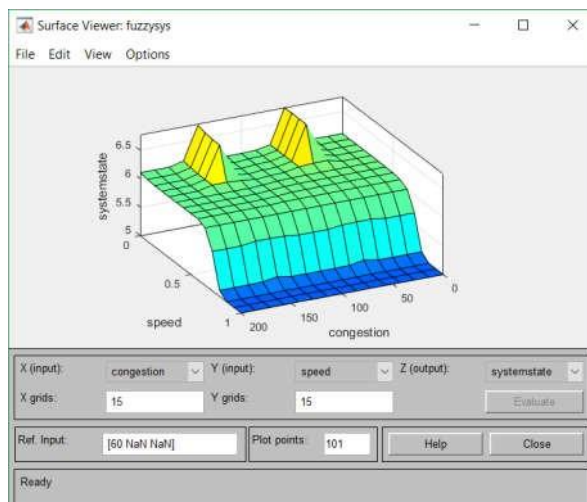 Surface Viewer: fuzzysys
File Edit View Options
6.5
6
5.5
5
systemstate
0
0.5
1
speed
200
150
100
50
0
congestion
X (input): congestion Y (input): speed Z (output): systemstate
X grids: 15 Y grids: 15 Evaluate
Ref. Input: [60 NaN NaN] Plot points: 101 Help Close
Ready